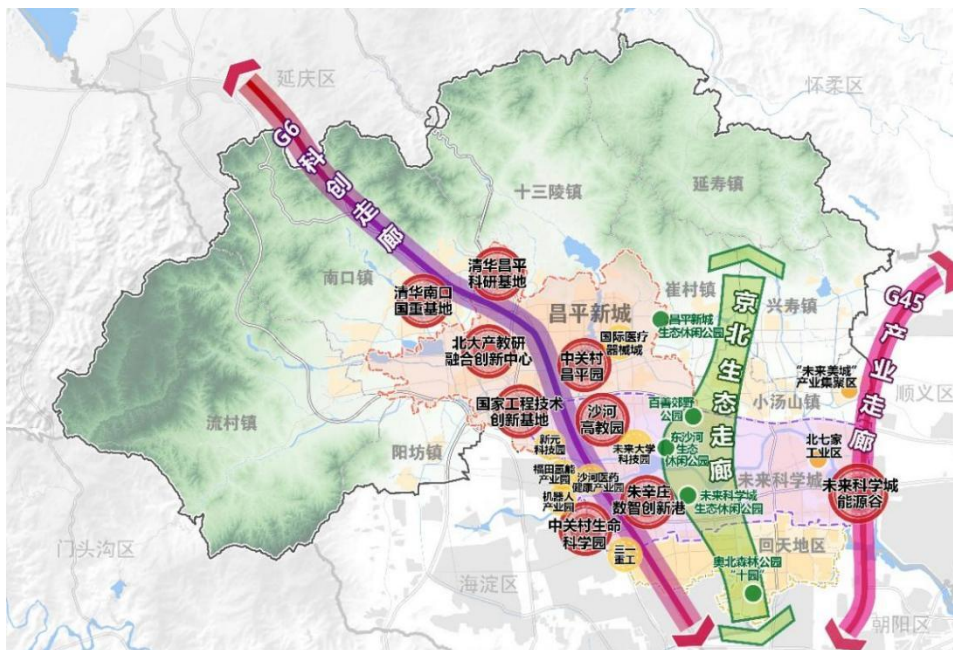 延庆区
怀柔区
G6科创走廊
十三陵镇
延寿镇
清华昌平
科研基地
南口镇
清华南口
国重基地
崔村镇
兴寿镇
京北生态走廊
G45产业走廊
昌平新城
昌平新城
生态休闲公园
北大产教研
融合创新中心
国际医疗
器械城
中关村
昌平园
“未来美城”
产业集聚区
顺义区
小汤山镇
国家工程技术
创新基地
沙河
高教园
百善郊野
公园
流村镇
阳坊镇
新元
科技园
未来大学
科技园
东沙河
生态
休闲公园
北七家
工业区
福田氢能
产业园
沙河医药
健康产业园
未来科学城
未来科学城
能源谷
机器人
产业园
朱辛庄
数智创新港
未来科学城
生态休闲公园
中关村生命
科学园
三一
重工
回天地区
门头沟区
海淀区
奥北森林公园
“十园”
朝阳区